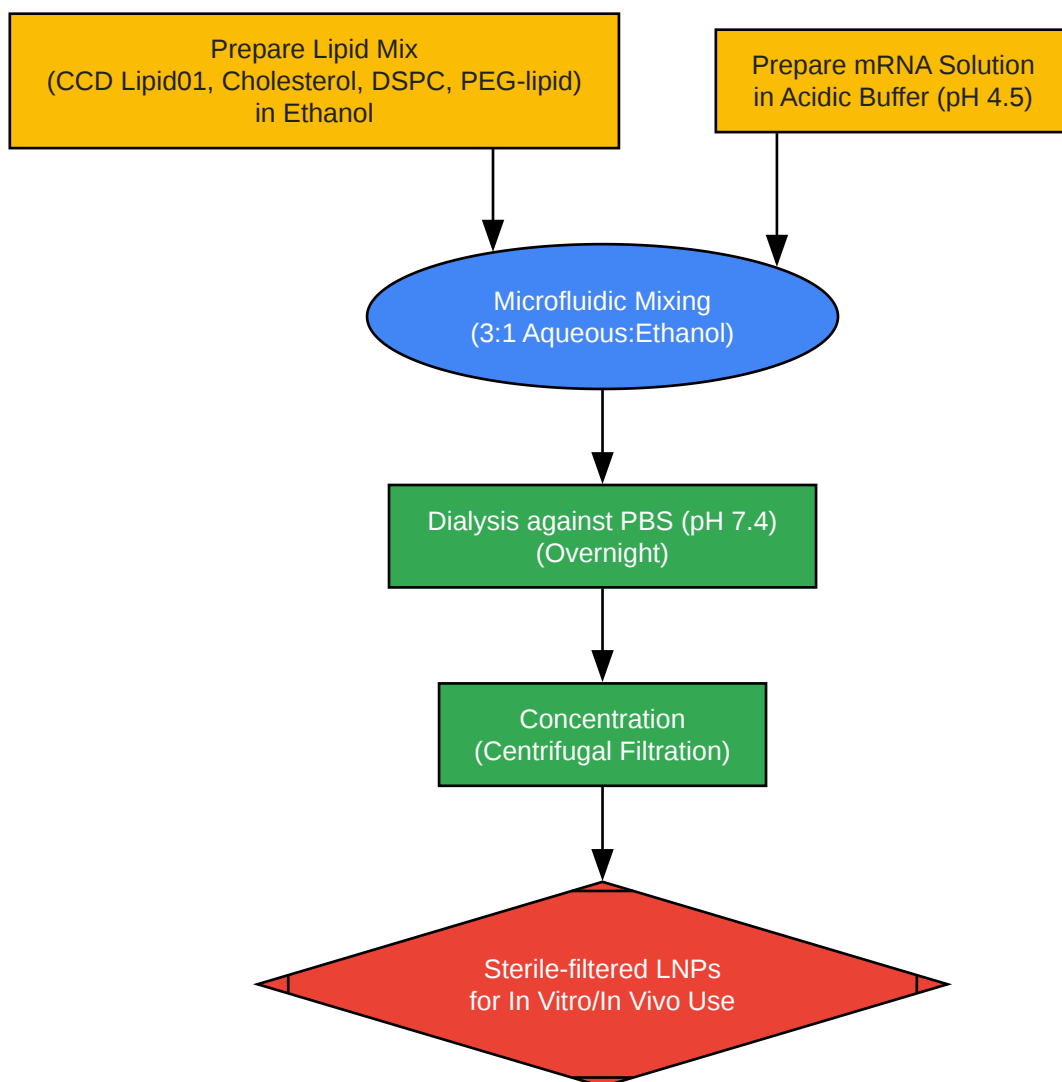 Prepare Lipid Mix
(CCD Lipid01, Cholesterol, DSPC, PEG-lipid)
in Ethanol
Prepare mRNA Solution
in Acidic Buffer (pH 4.5)
Microfluidic Mixing
(3:1 Aqueous:Ethanol)
Dialysis against PBS (pH 7.4)
(Overnight)
Concentration
(Centrifugal Filtration)
Sterile-filtered LNPs
for In Vitro/In Vivo Use